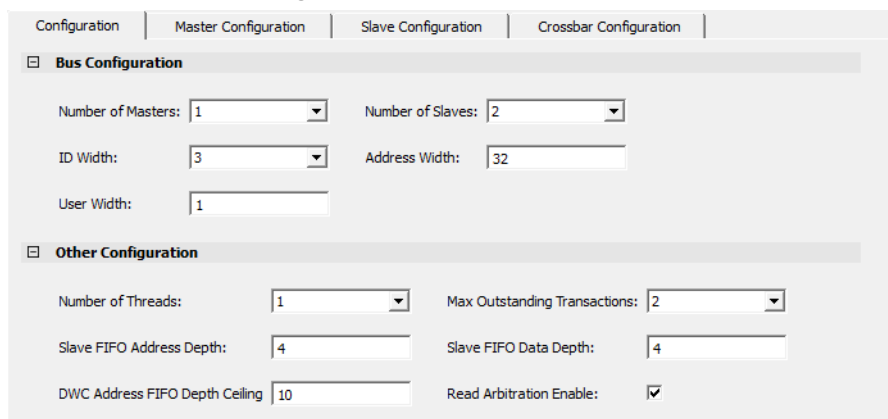 Configuration Master Configuration Slave Configuration Crossbar Configuration
Bus Configuration
Number of Masters: 1 Number of Slaves: 2
ID Width: 3 Address Width: 32
User Width: 1
Other Configuration
Number of Threads: 1 Max Outstanding Transactions: 2
Slave FIFO Address Depth: 4 Slave FIFO Data Depth: 4
DWC Address FIFO Depth Ceiling 10 Read Arbitration Enable: